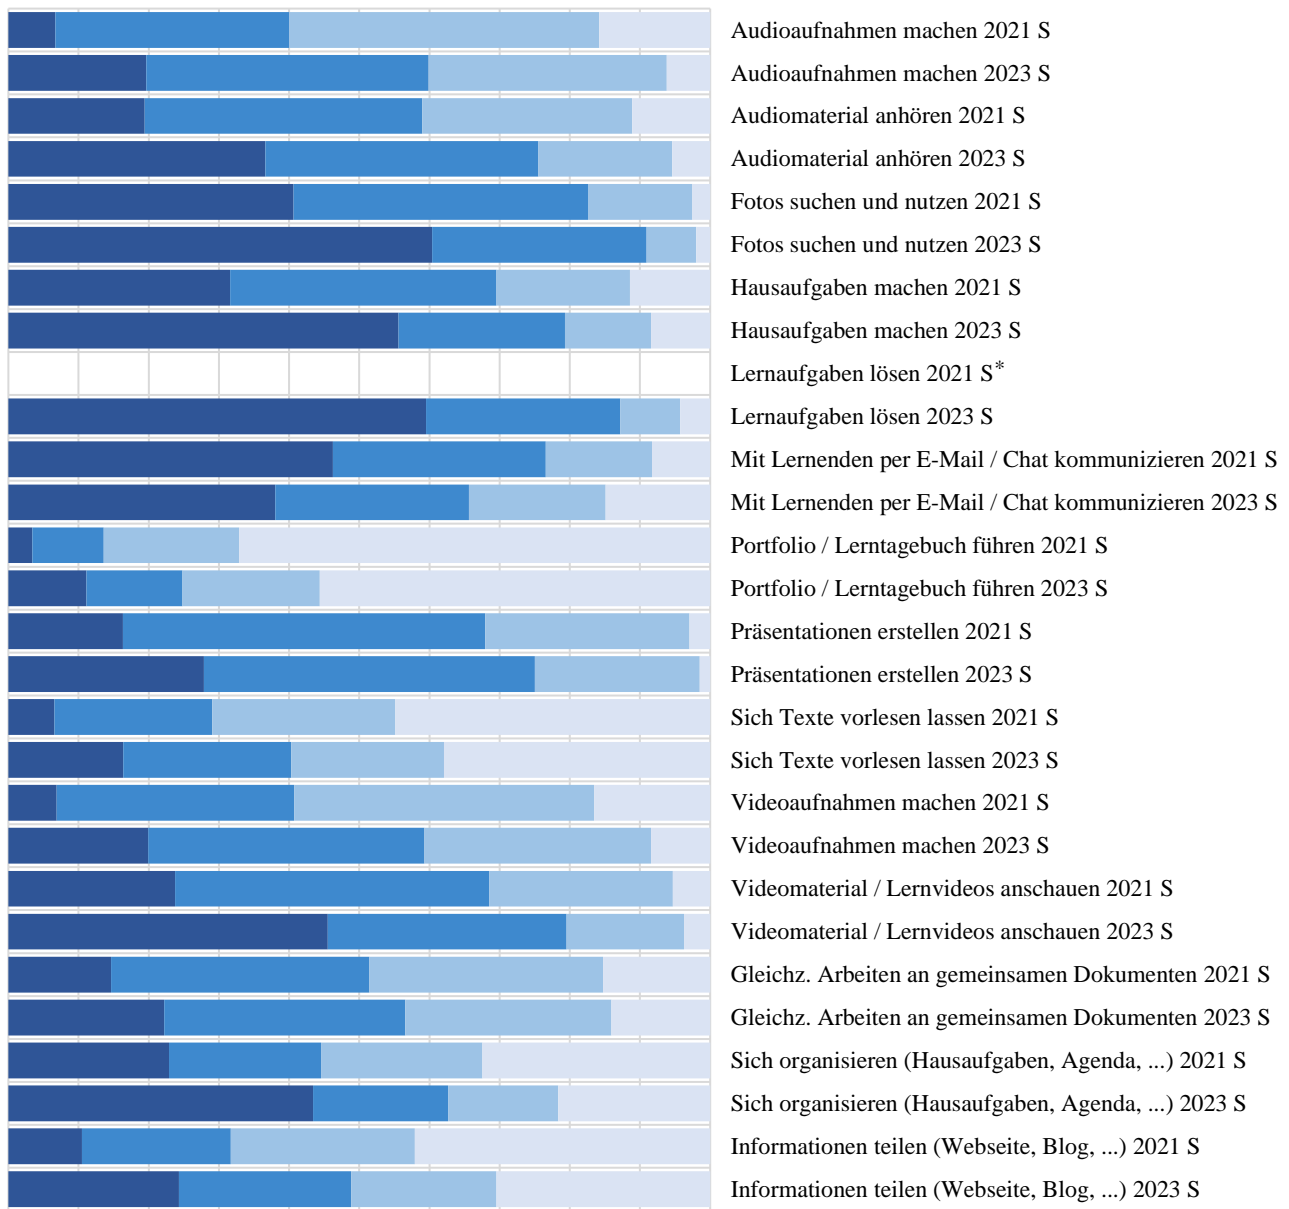 Audioaufnahmen machen 2021 S
Audioaufnahmen machen 2023 S
Audiomaterial anhören 2021 S
Audiomaterial anhören 2023 S
Fotos suchen und nutzen 2021 S
Fotos suchen und nutzen 2023 S
Hausaufgaben machen 2021 S
Hausaufgaben machen 2023 S
Lernaufgaben lösen 2021 S*
Lernaufgaben lösen 2023 S
Mit Lernenden per E-Mail / Chat kommunizieren 2021 S
Mit Lernenden per E-Mail / Chat kommunizieren 2023 S
Portfolio / Lerntagebuch führen 2021 S
Portfolio / Lerntagebuch führen 2023 S
Präsentationen erstellen 2021 S
Präsentationen erstellen 2023 S
Sich Texte vorlesen lassen 2021 S
Sich Texte vorlesen lassen 2023 S
Videoaufnahmen machen 2021 S
Videoaufnahmen machen 2023 S
Videomaterial / Lernvideos anschauen 2021 S
Videomaterial / Lernvideos anschauen 2023 S
Gleichz. Arbeiten an gemeinsamen Dokumenten 2021 S
Gleichz. Arbeiten an gemeinsamen Dokumenten 2023 S
Sich organisieren (Hausaufgaben, Agenda, ...) 2021 S
Sich organisieren (Hausaufgaben, Agenda, ...) 2023 S
Informationen teilen (Webseite, Blog, ...) 2021 S
Informationen teilen (Webseite, Blog, ...) 2023 S